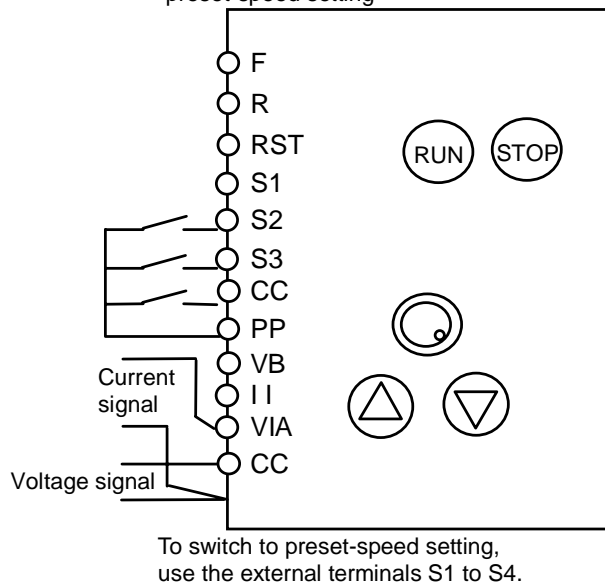 preset-speed setting
F
R
RST
RUN STOP
S1
S2
S3
CC
PP
VB
Current
signal
I I
VIA
CC
Voltage signal
To switch to preset-speed setting,
use the external terminals S1 to S4.